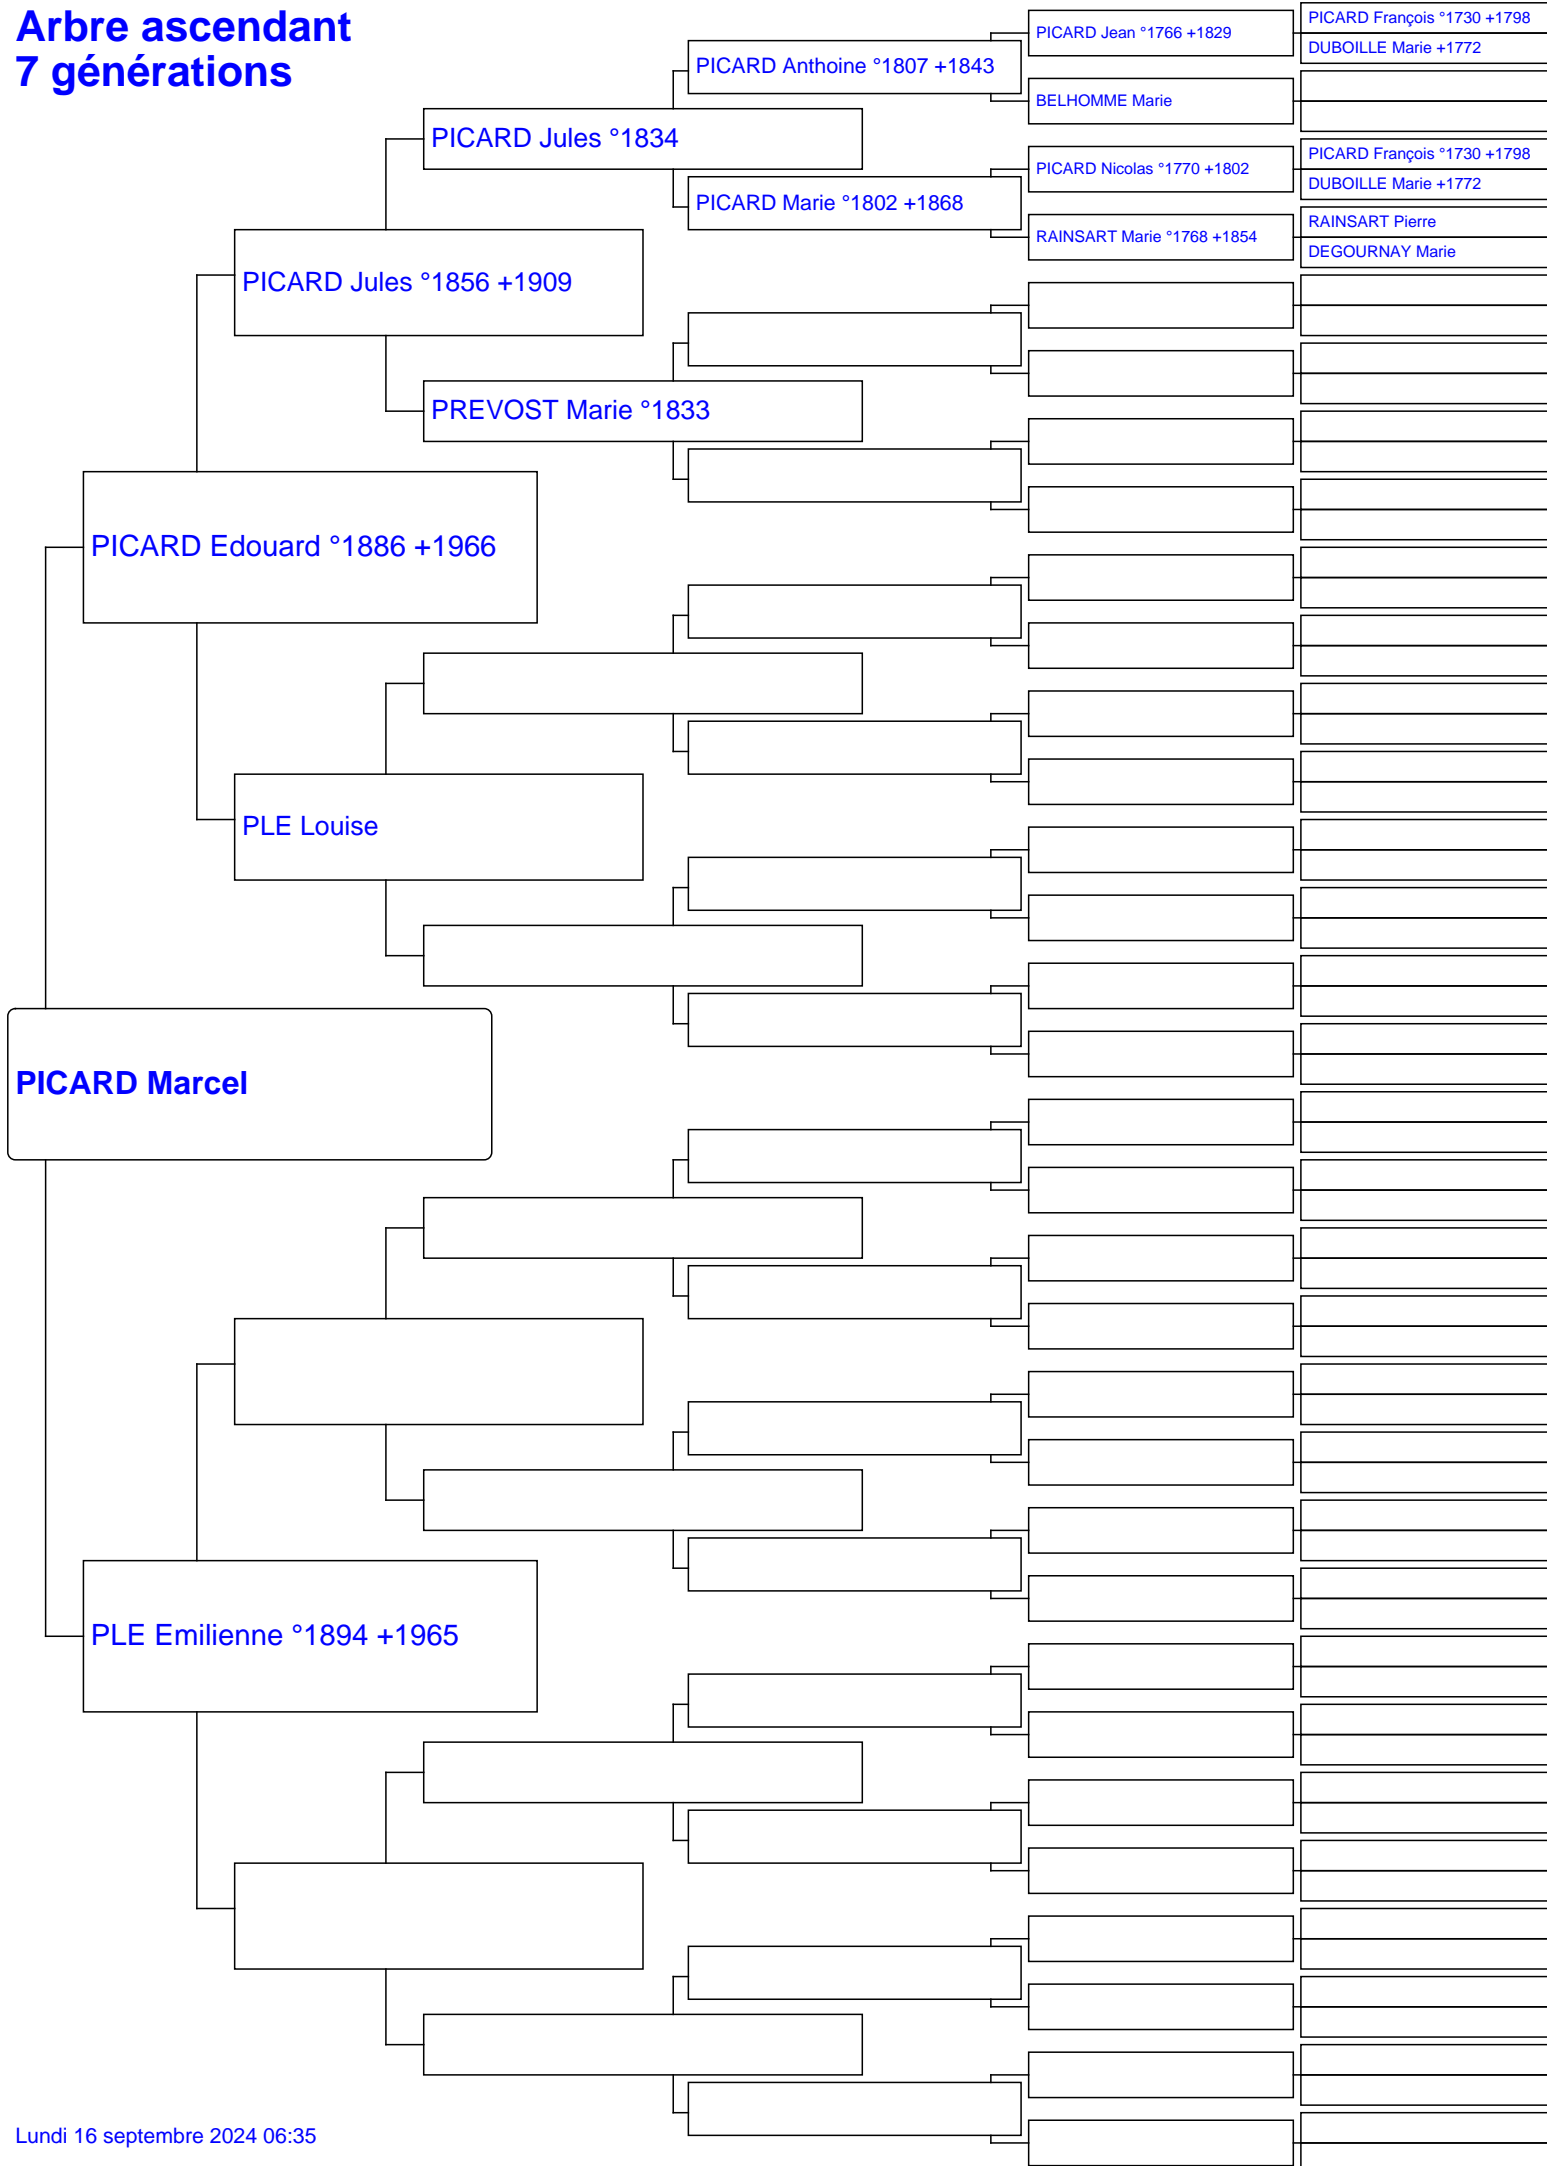 Arbre ascendant
7 générations
PICARD François °1730 +1798
PICARD Jean °1766 +1829
DUBOILLE Marie +1772
PICARD Anthoine °1807 +1843
BELHOMME Marie
PICARD Jules °1834
PICARD François °1730 +1798
PICARD Nicolas °1770 +1802
DUBOILLE Marie +1772
PICARD Marie °1802 +1868
RAINSART Pierre
RAINSART Marie °1768 +1854
DEGOURNAY Marie
PICARD Jules °1856 +1909
PREVOST Marie °1833
PICARD Edouard °1886 +1966
PLE Louise
PICARD Marcel
PLE Emilienne °1894 +1965
Lundi 16 septembre 2024 06:35